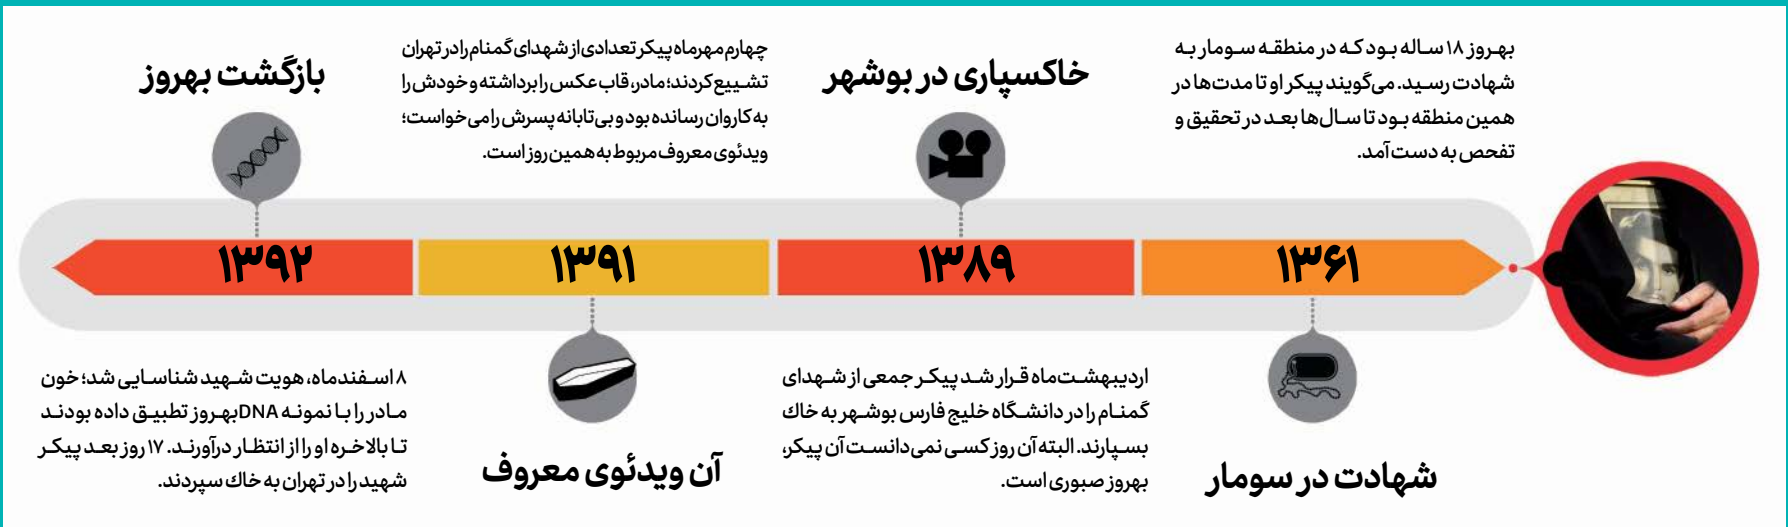 بهروز ۱۸ ساله بود که در منطقه سومار به
شهادت رسید. می‌گویند پیکر او تا مدت‌ها در
همین منطقه بود تا سال‌ها بعد در تحقیق و
تفحص به دست آمد.
۱۳۶۱
شهادت در سومار
خاکسپاری در بوشهر
۱۳۸۹
اردیبهشت‌ماه قرار شد پیکر جمعی از شهدای
گمنام را در دانشگاه خلیج فارس بوشهر به خاك
بسپارند. البته آن روز کسی نمی‌دانست آن پیکر،
بهروز صبوری است.
چهارم مهرماه پیکر تعدادی از شهدای گمنام را در تهران
تشییع کردند؛ مادر، قاب عکس را برداشته و خودش را
به کاروان رسانده بود و بی‌تابانه پسرش را می‌خواست؛
ویدئوی معروف مربوط به همین روز است.
۱۳۹۱
آن ویدئوی معروف
بازگشت بهروز
۱۳۹۲
۸ اسفندماه، هویت شهید شناسایی شد؛ خون
مادر را با نمونه DNA بهروز تطبیق داده بودند
تا بالاخره او را از انتظار درآورند. ۱۷ روز بعد پیکر
شهید را در تهران به خاك سپردند.